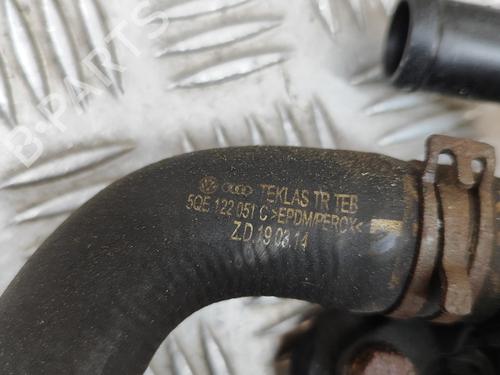 B-PARTS
TEKLAS TR TEB
5QE 122 051 C >EPDM/PEROX<
Z.D.19.03.14